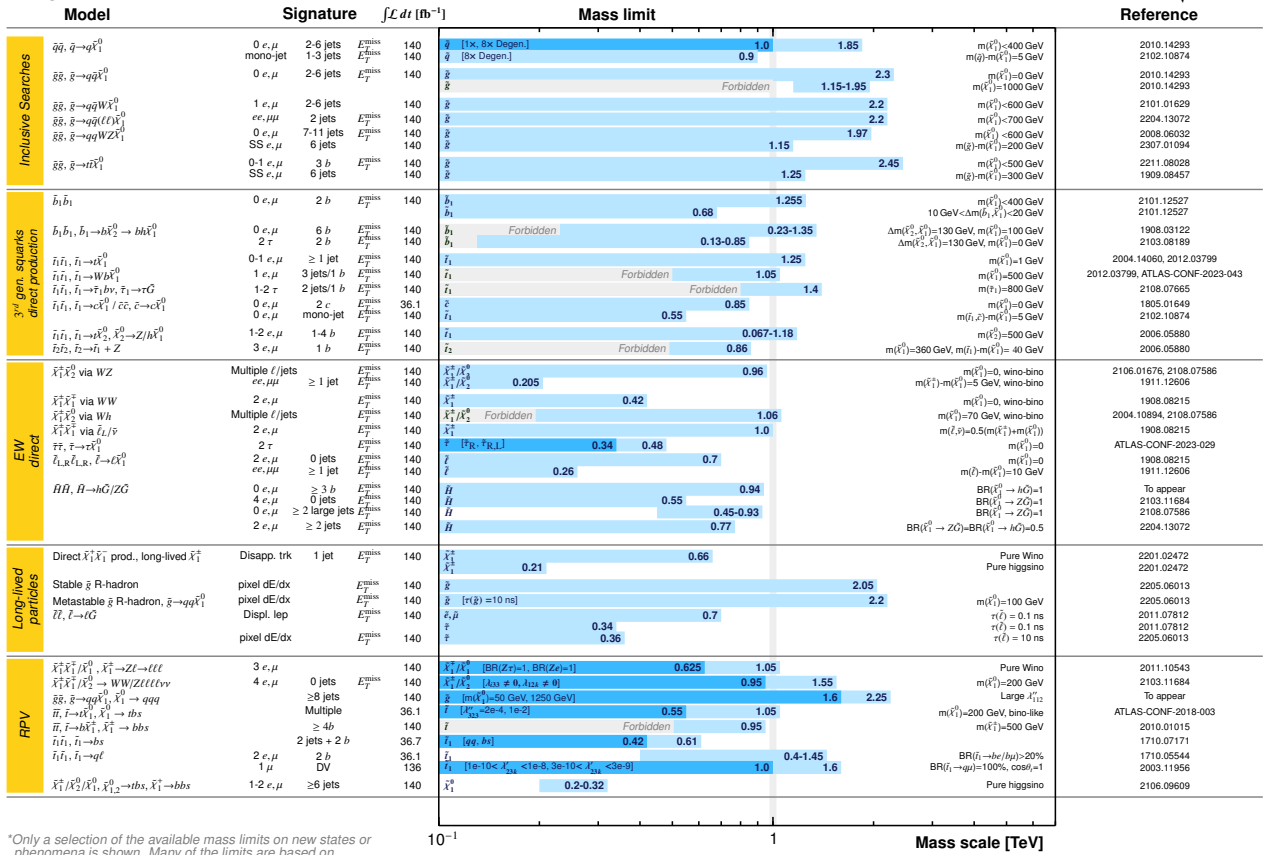 Model Signature ∫L dt [fb⁻¹] Mass limit Reference
Inclusive Searches
q̃q̃, q̃→qχ̃₁⁰ 0 e,μ 2-6 jets E_T^miss 140 q̃ [1×, 8× Degen.] 1.0 1.85 m(χ̃₁⁰)<400 GeV 2010.14293
mono-jet 1-3 jets E_T^miss 140 q̃ [8× Degen.] 0.9 m(q̃)-m(χ̃₁⁰)=5 GeV 2102.10874
g̃g̃, g̃→qq̄χ̃₁⁰ 0 e,μ 2-6 jets E_T^miss 140 g̃ 2.3 m(χ̃₁⁰)=0 GeV 2010.14293
g̃ Forbidden 1.15-1.95 m(χ̃₁⁰)=1000 GeV 2010.14293
g̃g̃, g̃→qq̄Wχ̃₁⁰ 1 e,μ 2-6 jets 140 g̃ 2.2 m(χ̃₁⁰)<600 GeV 2101.01629
g̃g̃, g̃→qq̄(ℓℓ)χ̃₁⁰ ee,μμ 2 jets E_T^miss 140 g̃ 2.2 m(χ̃₁⁰)<700 GeV 2204.13072
g̃g̃, g̃→qqWZχ̃₁⁰ 0 e,μ 7-11 jets E_T^miss 140 g̃ 1.97 m(χ̃₁⁰) <600 GeV 2008.06032
SS e,μ 6 jets 140 g̃ 1.15 m(g̃)-m(χ̃₁⁰)=200 GeV 2307.01094
g̃g̃, g̃→tt̄χ̃₁⁰ 0-1 e,μ 3 b E_T^miss 140 g̃ 2.45 m(χ̃₁⁰)<500 GeV 2211.08028
SS e,μ 6 jets 140 g̃ 1.25 m(g̃)-m(χ̃₁⁰)=300 GeV 1909.08457
3ʳᵈ gen. squarks
direct production
b̃₁b̃₁ 0 e,μ 2 b E_T^miss 140 b̃₁ 1.255 m(χ̃₁⁰)<400 GeV 2101.12527
b̃₁ 0.68 10 GeV<Δm(b̃₁,χ̃₁⁰)<20 GeV 2101.12527
b̃₁b̃₁, b̃₁→bχ̃₂⁰ → bhχ̃₁⁰ 0 e,μ 6 b E_T^miss 140 b̃₁ Forbidden 0.23-1.35 Δm(χ̃₂⁰,χ̃₁⁰)=130 GeV, m(χ̃₁⁰)=100 GeV 1908.03122
2 τ 2 b E_T^miss 140 b̃₁ 0.13-0.85 Δm(χ̃₂⁰,χ̃₁⁰)=130 GeV, m(χ̃₁⁰)=0 GeV 2103.08189
t̃₁t̃₁, t̃₁→tχ̃₁⁰ 0-1 e,μ ≥ 1 jet E_T^miss 140 t̃₁ 1.25 m(χ̃₁⁰)=1 GeV 2004.14060, 2012.03799
t̃₁t̃₁, t̃₁→Wbχ̃₁⁰ 1 e,μ 3 jets/1 b E_T^miss 140 t̃₁ Forbidden 1.05 m(χ̃₁⁰)=500 GeV 2012.03799, ATLAS-CONF-2023-043
t̃₁t̃₁, t̃₁→τ̃₁bν, τ̃₁→τG̃ 1-2 τ 2 jets/1 b E_T^miss 140 t̃₁ Forbidden 1.4 m(τ̃₁)=800 GeV 2108.07665
t̃₁t̃₁, t̃₁→cχ̃₁⁰ / c̃c̃, c̃→cχ̃₁⁰ 0 e,μ 2 c E_T^miss 36.1 c̃ 0.85 m(χ̃₁⁰)=0 GeV 1805.01649
0 e,μ mono-jet E_T^miss 140 t̃₁ 0.55 m(t̃₁,c̃)-m(χ̃₁⁰)=5 GeV 2102.10874
t̃₁t̃₁, t̃₁→tχ̃₂⁰, χ̃₂⁰→Z/hχ̃₁⁰ 1-2 e,μ 1-4 b E_T^miss 140 t̃₁ 0.067-1.18 m(χ̃₂⁰)=500 GeV 2006.05880
t̃₂t̃₂, t̃₂→t̃₁ + Z 3 e,μ 1 b E_T^miss 140 t̃₂ Forbidden 0.86 m(χ̃₁⁰)=360 GeV, m(t̃₁)-m(χ̃₁⁰)= 40 GeV 2006.05880
EW
direct
χ̃₁±χ̃₂⁰ via WZ Multiple ℓ/jets E_T^miss 140 χ̃₁±/χ̃₂⁰ 0.96 m(χ̃₁⁰)=0, wino-bino 2106.01676, 2108.07586
ee,μμ ≥ 1 jet E_T^miss 140 χ̃₁±/χ̃₂⁰ 0.205 m(χ̃₁±)-m(χ̃₁⁰)=5 GeV, wino-bino 1911.12606
χ̃₁±χ̃₁∓ via WW 2 e,μ E_T^miss 140 χ̃₁± 0.42 m(χ̃₁⁰)=0, wino-bino 1908.08215
χ̃₁±χ̃₂⁰ via Wh Multiple ℓ/jets E_T^miss 140 χ̃₁±/χ̃₂⁰ Forbidden 1.06 m(χ̃₁⁰)=70 GeV, wino-bino 2004.10894, 2108.07586
χ̃₁±χ̃₁∓ via ℓ̃_L/ν̃ 2 e,μ E_T^miss 140 χ̃₁± 1.0 m(ℓ̃,ν̃)=0.5(m(χ̃₁±)+m(χ̃₁⁰)) 1908.08215
τ̃τ̃, τ̃→τχ̃₁⁰ 2 τ E_T^miss 140 τ̃ [τ̃_R, τ̃_R,L] 0.34 0.48 m(χ̃₁⁰)=0 ATLAS-CONF-2023-029
ℓ̃_L,Rℓ̃_L,R, ℓ̃→ℓχ̃₁⁰ 2 e,μ 0 jets E_T^miss 140 ℓ̃ 0.7 m(χ̃₁⁰)=0 1908.08215
ee,μμ ≥ 1 jet E_T^miss 140 ℓ̃ 0.26 m(ℓ̃)-m(χ̃₁⁰)=10 GeV 1911.12606
H̃H̃, H̃→hG̃/ZG̃ 0 e,μ ≥ 3 b E_T^miss 140 H̃ 0.94 BR(χ̃₁⁰ → hG̃)=1 To appear
4 e,μ 0 jets E_T^miss 140 H̃ 0.55 BR(χ̃₁⁰ → ZG̃)=1 2103.11684
0 e,μ ≥ 2 large jets E_T^miss 140 H̃ 0.45-0.93 BR(χ̃₁⁰ → ZG̃)=1 2108.07586
2 e,μ ≥ 2 jets E_T^miss 140 H̃ 0.77 BR(χ̃₁⁰ → ZG̃)=BR(χ̃₁⁰ → hG̃)=0.5 2204.13072
Long-lived
particles
Direct χ̃₁⁺χ̃₁⁻ prod., long-lived χ̃₁± Disapp. trk 1 jet E_T^miss 140 χ̃₁± 0.66 Pure Wino 2201.02472
χ̃₁± 0.21 Pure higgsino 2201.02472
Stable g̃ R-hadron pixel dE/dx E_T^miss 140 g̃ 2.05 2205.06013
Metastable g̃ R-hadron, g̃→qqχ̃₁⁰ pixel dE/dx E_T^miss 140 g̃ [τ(g̃) =10 ns] 2.2 m(χ̃₁⁰)=100 GeV 2205.06013
ℓ̃ℓ̃, ℓ̃→ℓG̃ Displ. lep E_T^miss 140 ẽ, μ̃ 0.7 τ(ℓ̃) = 0.1 ns 2011.07812
τ̃ 0.34 τ(ℓ̃) = 0.1 ns 2011.07812
pixel dE/dx E_T^miss 140 τ̃ 0.36 τ(ℓ̃) = 10 ns 2205.06013
RPV
χ̃₁±χ̃₁∓/χ̃₁⁰, χ̃₁±→Zℓ→ℓℓℓ 3 e,μ 140 χ̃₁∓/χ̃₁⁰ [BR(Zτ)=1, BR(Ze)=1] 0.625 1.05 Pure Wino 2011.10543
χ̃₁±χ̃₁∓/χ̃₂⁰ → WW/Zℓℓℓℓνν 4 e,μ 0 jets E_T^miss 140 χ̃₁±/χ̃₂⁰ [λ_i33 ≠ 0, λ_12k ≠ 0] 0.95 1.55 m(χ̃₁⁰)=200 GeV 2103.11684
g̃g̃, g̃→qqχ̃₁⁰, χ̃₁⁰ → qqq ≥8 jets 140 g̃ [m(χ̃₁⁰)=50 GeV, 1250 GeV] 1.6 2.25 Large λ''₁₁₂ To appear
t̃t̃, t̃→tχ̃₁⁰, χ̃₁⁰ → tbs Multiple 36.1 t̃ [λ''₃₂₃=2e-4, 1e-2] 0.55 1.05 m(χ̃₁⁰)=200 GeV, bino-like ATLAS-CONF-2018-003
t̃t̃, t̃→bχ̃₁±, χ̃₁± → bbs ≥ 4b 140 t̃ Forbidden 0.95 m(χ̃₁±)=500 GeV 2010.01015
t̃₁t̃₁, t̃₁→bs 2 jets + 2 b 36.7 t̃₁ [qq, bs] 0.42 0.61 1710.07171
t̃₁t̃₁, t̃₁→qℓ 2 e,μ 2 b 36.1 t̃₁ 0.4-1.45 BR(t̃₁→be/bμ)>20% 1710.05544
1 μ DV 136 t̃₁ [1e-10< λ'₂₃ₖ <1e-8, 3e-10< λ'₂₃ₖ <3e-9] 1.0 1.6 BR(t̃₁→qμ)=100%, cosθₜ=1 2003.11956
χ̃₁±/χ̃₂⁰/χ̃₁⁰, χ̃₁,₂⁰→tbs, χ̃₁⁺→bbs 1-2 e,μ ≥6 jets 140 χ̃₁⁰ 0.2-0.32 Pure higgsino 2106.09609
10⁻¹ 1 Mass scale [TeV]
*Only a selection of the available mass limits on new states or
phenomena is shown. Many of the limits are based on